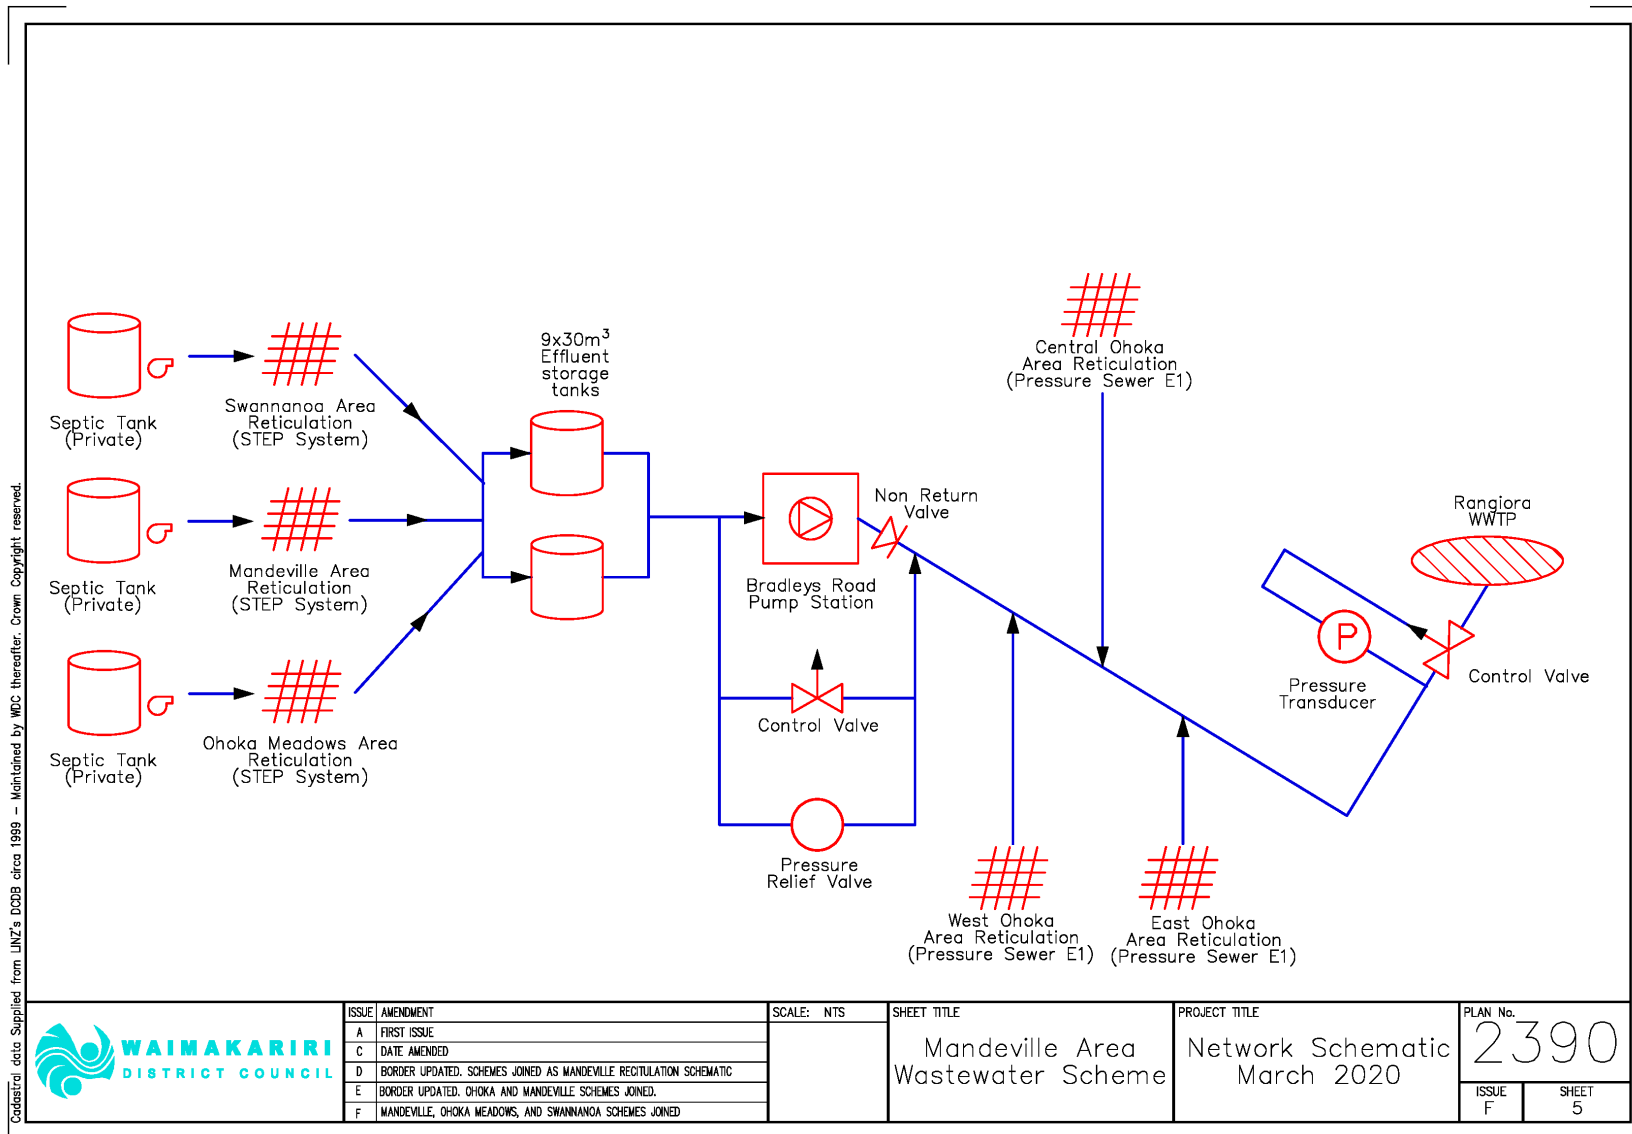 Cadastral data Supplied from LINZ's DCDB circa 1999 - Maintained by WDC thereafter. Crown Copyright reserved.
Septic Tank
(Private)
Swannanoa Area
Reticulation
(STEP System)
Septic Tank
(Private)
Mandeville Area
Reticulation
(STEP System)
Septic Tank
(Private)
Ohoka Meadows Area
Reticulation
(STEP System)
9x30m³
Effluent
storage
tanks
Bradleys Road
Pump Station
Non Return
Valve
Control Valve
Pressure
Relief Valve
Central Ohoka
Area Reticulation
(Pressure Sewer E1)
West Ohoka
Area Reticulation
(Pressure Sewer E1)
East Ohoka
Area Reticulation
(Pressure Sewer E1)
P
Pressure
Transducer
Rangiora
WWTP
Control Valve
WAIMAKARIRI
DISTRICT COUNCIL
ISSUE AMENDMENT
A FIRST ISSUE
C DATE AMENDED
D BORDER UPDATED. SCHEMES JOINED AS MANDEVILLE RECITULATION SCHEMATIC
E BORDER UPDATED. OHOKA AND MANDEVILLE SCHEMES JOINED.
F MANDEVILLE, OHOKA MEADOWS, AND SWANNANOA SCHEMES JOINED
SCALE: NTS
SHEET TITLE
Mandeville Area
Wastewater Scheme
PROJECT TITLE
Network Schematic
March 2020
PLAN No.
2390
ISSUE
F
SHEET
5